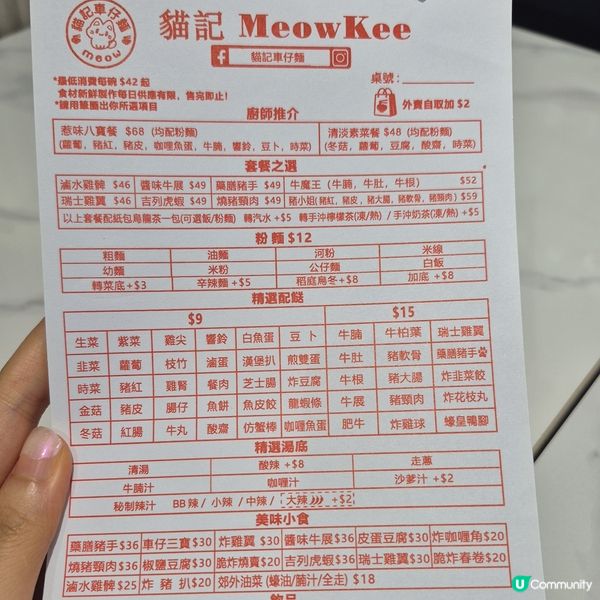 貓記車仔麵
meow
貓記 MeowKee
貓記車仔麵
*最低消費每碗 $42 起
食材新鮮製作每日供應有限，售完即止！
*請用筆圈出你所選項目
桌號：
外賣自取加 $2
廚師推介
惹味八寶餐 $68 (均配粉麵)
(蘿蔔, 豬紅, 豬皮, 咖喱魚蛋, 牛腩, 響鈴, 豆卜, 時菜)
清淡素菜餐 $48 (均配粉麵)
(冬菇, 蘿蔔, 豆腐, 酸齋, 時菜)
套餐之選
滷水雞髀 $46 醬味牛展 $49 藥膳豬手 $49 牛魔王 (牛腩, 牛肚, 牛根) $52
瑞士雞翼 $46 吉列虎蝦 $49 燒豬頸肉 $49 豬小姐(豬紅, 豬皮, 豬大腸, 豬軟骨, 豬頸肉) $59
以上套餐配紙包烏龍茶一包(可選飯/粉麵) 轉汽水 +$5 轉手沖檸檬茶(凍/熱) / 手沖奶茶(凍/熱) +$5
粉 麵 $12
粗麵 油麵 河粉 米線
幼麵 米粉 公仔麵 白飯
轉菜底+$3 辛辣麵 +$5 稻庭烏冬+$8 加底 +$8
精選配餸
$9 $15
生菜 紫菜 雞尖 響鈴 白魚蛋 豆 卜 牛腩 牛柏葉 瑞士雞翼
韭菜 蘿蔔 枝竹 滷蛋 漢堡扒 煎雙蛋 牛肚 豬軟骨 藥膳豬手
時菜 豬紅 雞腎 餐肉 芝士腸 炸豆腐 牛根 豬大腸 炸韭菜餃
金菇 豬皮 腸仔 魚餅 魚皮餃 龍蝦條 牛展 豬頸肉 炸花枝丸
冬菇 紅腸 牛丸 酸齋 仿蟹棒 咖喱魚蛋 肥牛 炸雞球 蠔皇鴨腳
精選湯底
清湯 酸辣 +$8 走蔥
牛腩汁 咖喱汁 沙爹汁 +$2
秘制辣汁 BB 辣 / 小辣 / 中辣 / 大辣 +$2
美味小食
藥膳豬手$36 車仔三寶$30 炸雞翼$30 醬味牛展$36 皮蛋豆腐$30 炸咖喱角$20
燒豬頸肉$36 椒鹽豆腐$30 脆炸燒賣$20 吉列虎蝦$36 瑞士雞翼$30 脆炸春卷$20
滷水雞髀$25 炸 豬 扒$20 郊外油菜 (蠔油/腩汁/全走) $18
飲品
U Community